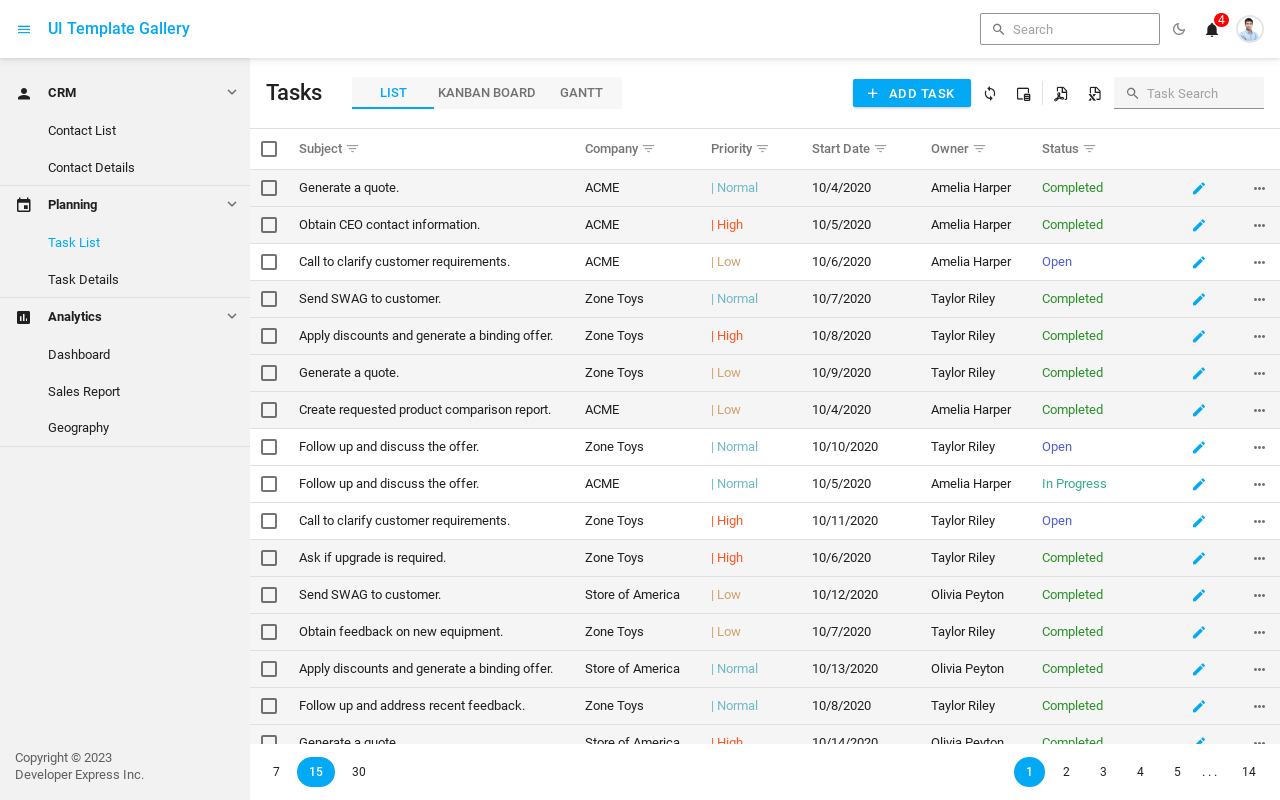 UI Template Gallery
Search
4
CRM
Contact List
Contact Details
Planning
Task List
Task Details
Analytics
Dashboard
Sales Report
Geography
Copyright © 2023
Developer Express Inc.
Tasks LIST KANBAN BOARD GANTT ADD TASK Task Search
Subject Company Priority Start Date Owner Status
Generate a quote. ACME | Normal 10/4/2020 Amelia Harper Completed
Obtain CEO contact information. ACME | High 10/5/2020 Amelia Harper Completed
Call to clarify customer requirements. ACME | Low 10/6/2020 Amelia Harper Open
Send SWAG to customer. Zone Toys | Normal 10/7/2020 Taylor Riley Completed
Apply discounts and generate a binding offer. Zone Toys | High 10/8/2020 Taylor Riley Completed
Generate a quote. Zone Toys | Low 10/9/2020 Taylor Riley Completed
Create requested product comparison report. ACME | Low 10/4/2020 Amelia Harper Completed
Follow up and discuss the offer. Zone Toys | Normal 10/10/2020 Taylor Riley Open
Follow up and discuss the offer. ACME | Normal 10/5/2020 Amelia Harper In Progress
Call to clarify customer requirements. Zone Toys | High 10/11/2020 Taylor Riley Open
Ask if upgrade is required. Zone Toys | High 10/6/2020 Taylor Riley Completed
Send SWAG to customer. Store of America | Low 10/12/2020 Olivia Peyton Completed
Obtain feedback on new equipment. Zone Toys | Low 10/7/2020 Taylor Riley Completed
Apply discounts and generate a binding offer. Store of America | Normal 10/13/2020 Olivia Peyton Completed
Follow up and address recent feedback. Zone Toys | Normal 10/8/2020 Taylor Riley Completed
Generate a quote. Store of America | High 10/14/2020 Olivia Peyton Completed
7 15 30 1 2 3 4 5 . . . 14